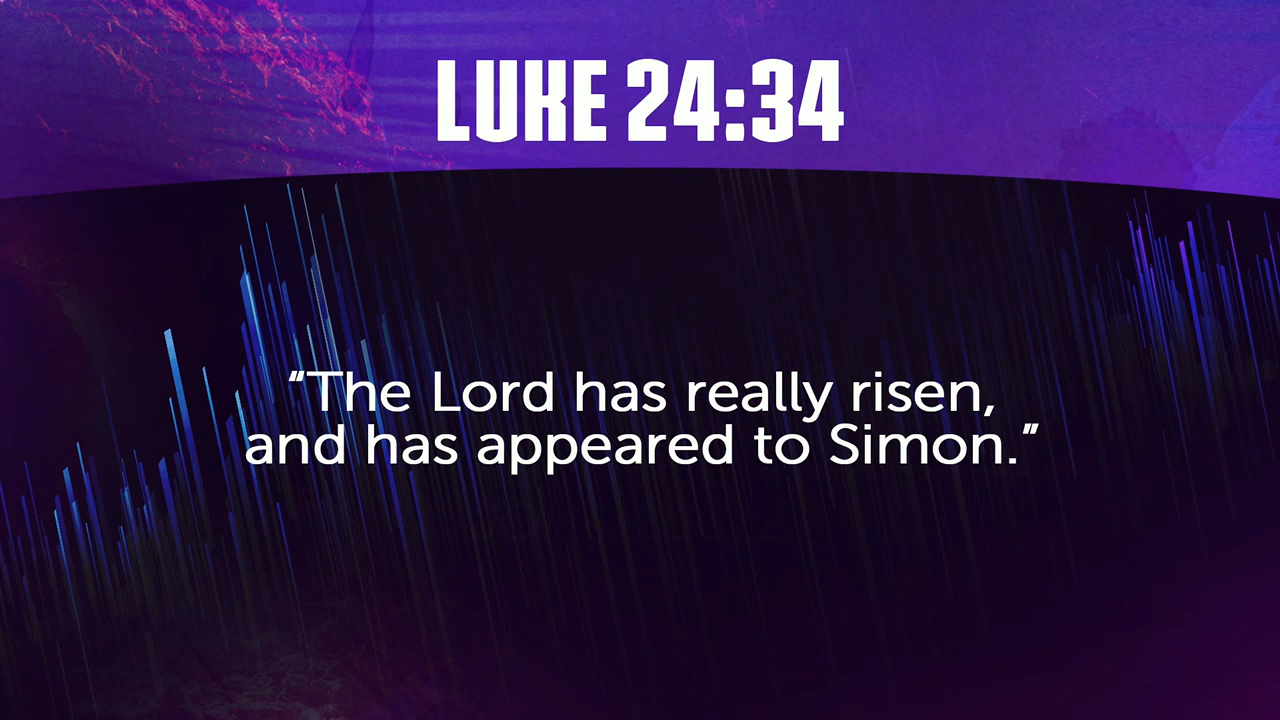 LUKE 24:34
“The Lord has really risen,
and has appeared to Simon.”